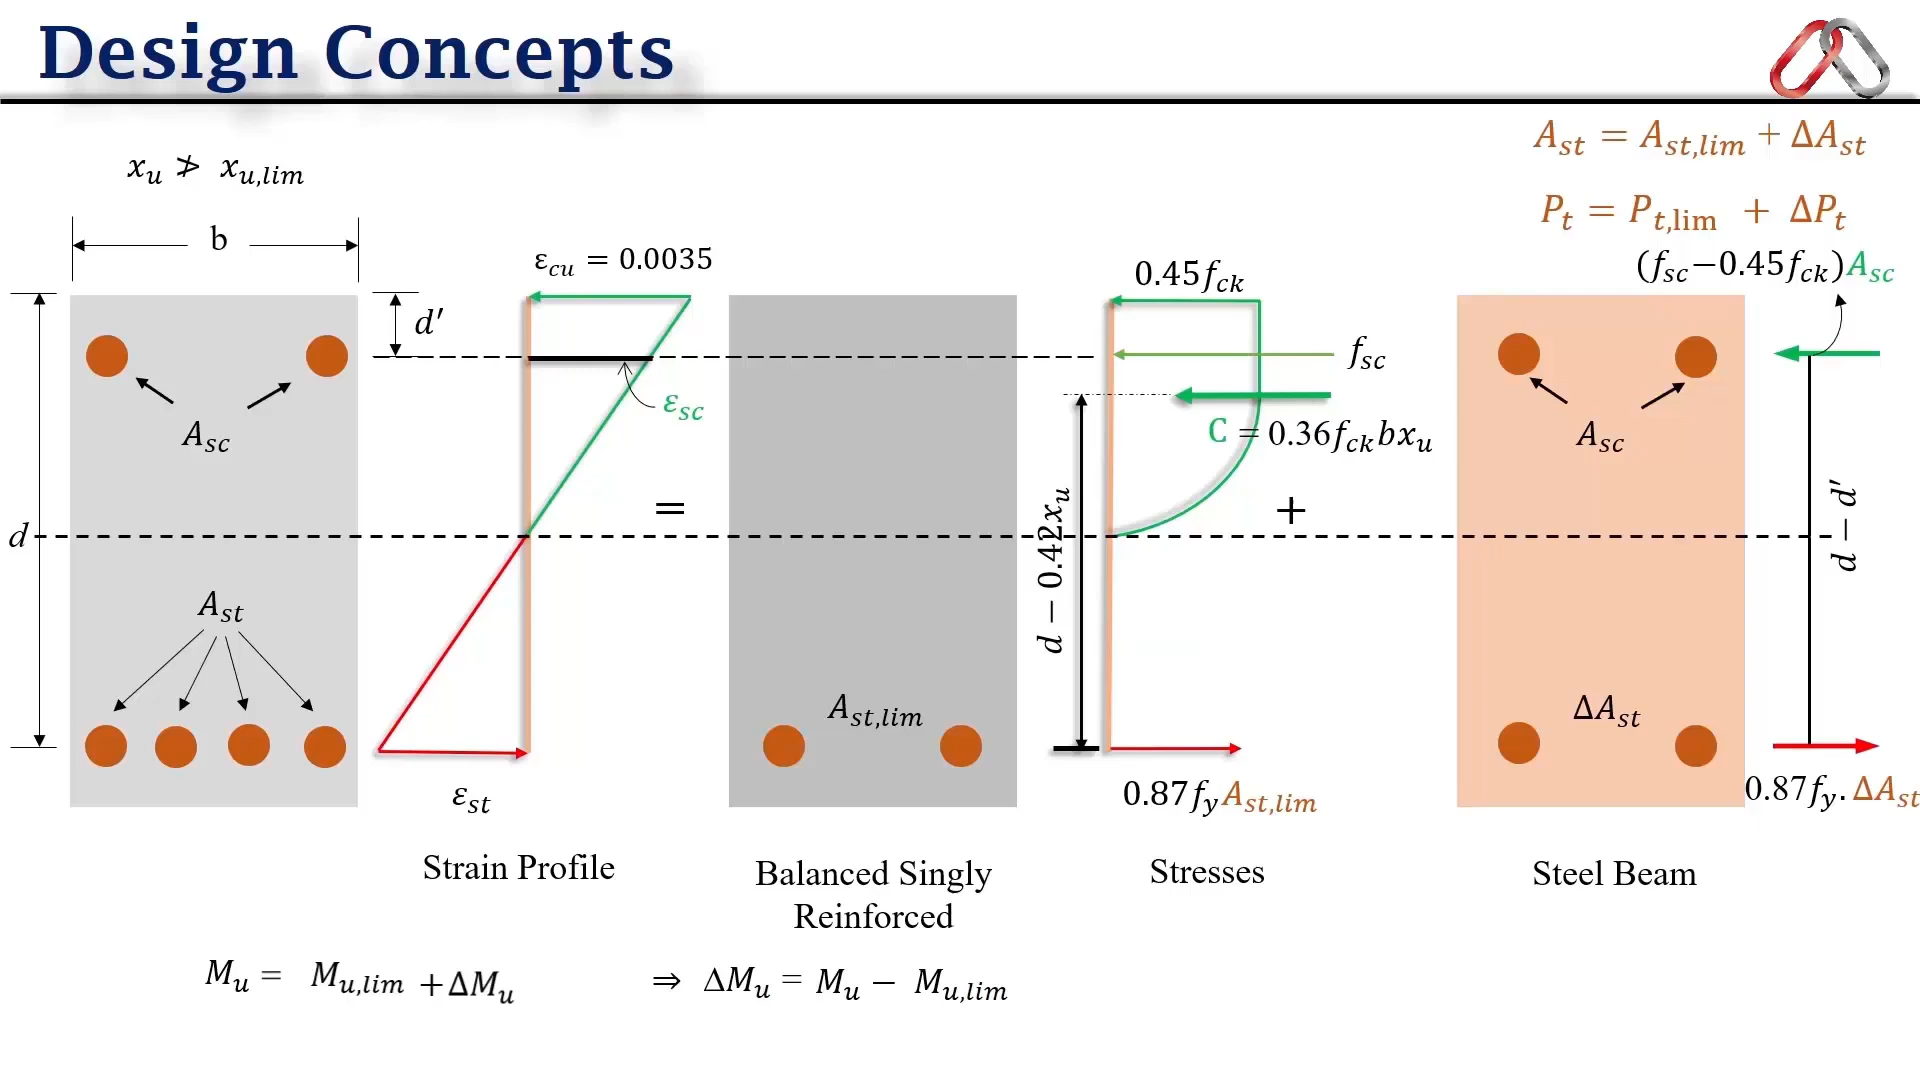 Design Concepts
A_st = A_st,lim + ΔA_st
x_u ≯ x_u,lim
P_t = P_t,lim + ΔP_t
b
ε_cu = 0.0035
0.45f_ck
(f_sc−0.45f_ck)A_sc
d′
f_sc
ε_sc
A_sc
C = 0.36f_ck bx_u
A_sc
d
=
d − 0.42x_u
+
d − d′
A_st
A_st,lim
ΔA_st
ε_st
0.87f_y A_st,lim
0.87f_y. ΔA_st
Strain Profile
Balanced Singly
Reinforced
Stresses
Steel Beam
M_u = M_u,lim + ΔM_u ⇒ ΔM_u = M_u − M_u,lim